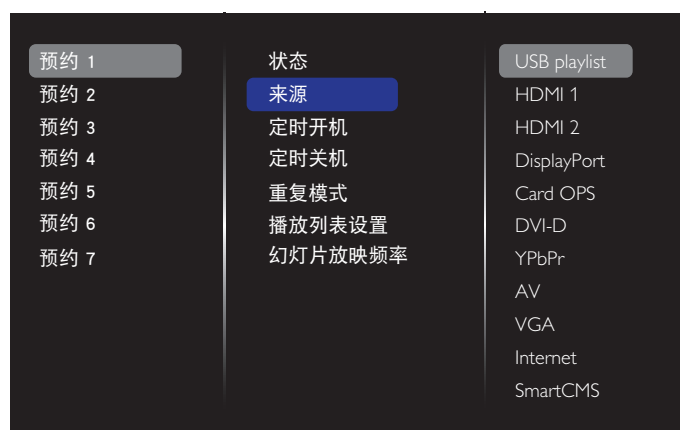 预约 1
预约 2
预约 3
预约 4
预约 5
预约 6
预约 7
状态
来源
定时开机
定时关机
重复模式
播放列表设置
幻灯片放映频率
USB playlist
HDMI 1
HDMI 2
DisplayPort
Card OPS
DVI-D
YPbPr
AV
VGA
Internet
SmartCMS